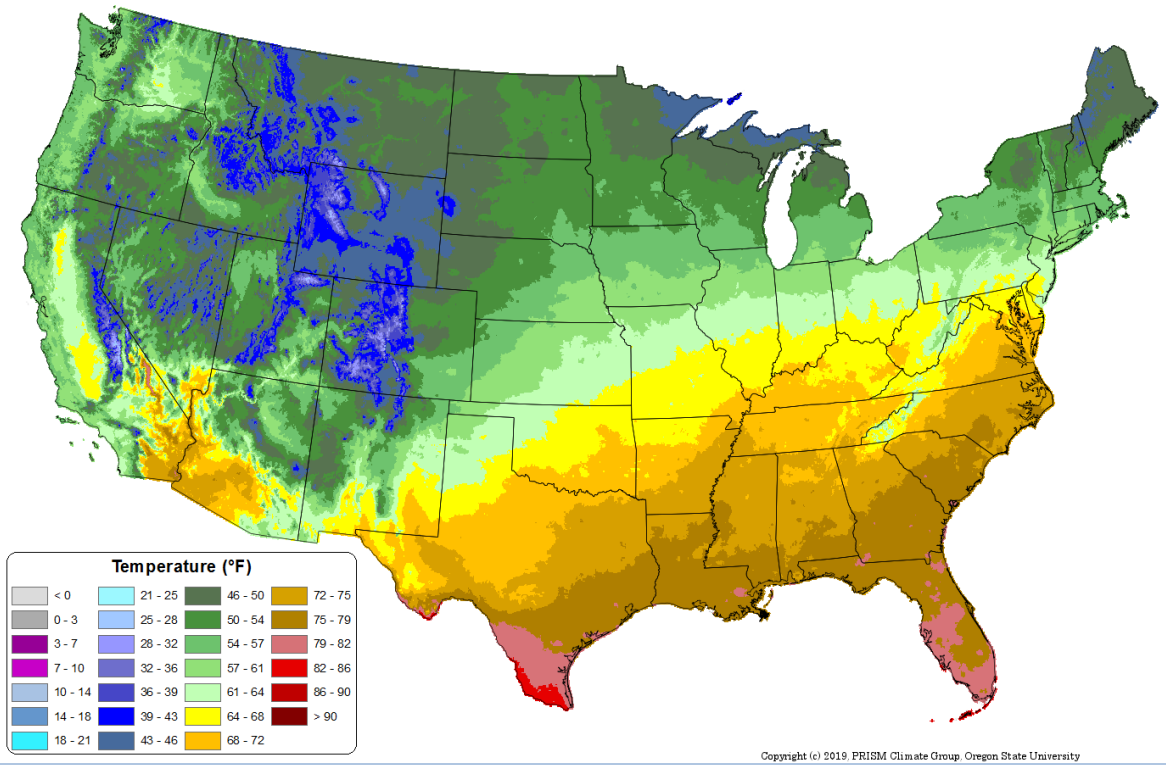 Temperature (°F)
< 0 21 - 25 46 - 50 72 - 75
0 - 3 25 - 28 50 - 54 75 - 79
3 - 7 28 - 32 54 - 57 79 - 82
7 - 10 32 - 36 57 - 61 82 - 86
10 - 14 36 - 39 61 - 64 86 - 90
14 - 18 39 - 43 64 - 68 > 90
18 - 21 43 - 46 68 - 72
Copyright (c) 2019, PRISM Climate Group, Oregon State University